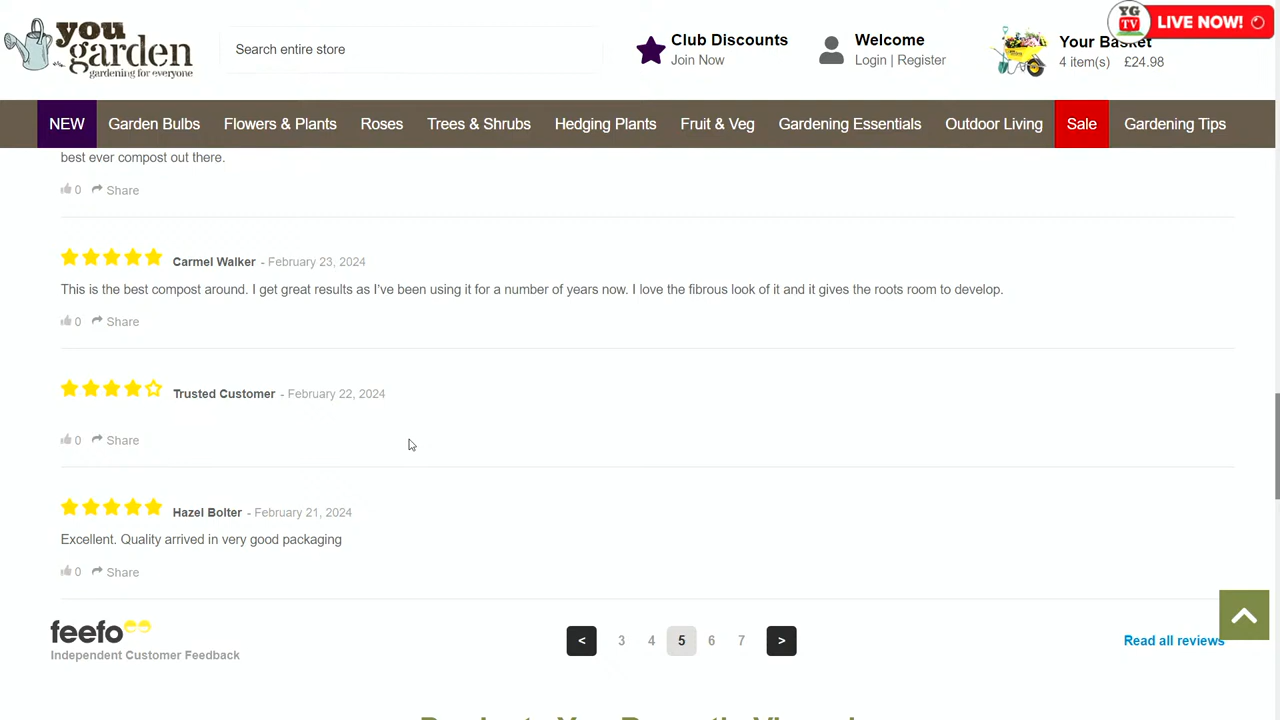 you
garden
gardening for everyone
Search entire store
Club Discounts
Join Now
Welcome
Login | Register
Your Basket
4 item(s) £24.98
YG
TV
LIVE NOW!
NEW
Garden Bulbs
Flowers & Plants
Roses
Trees & Shrubs
Hedging Plants
Fruit & Veg
Gardening Essentials
Outdoor Living
Sale
Gardening Tips
best ever compost out there.
0 Share
Carmel Walker - February 23, 2024
This is the best compost around. I get great results as I've been using it for a number of years now. I love the fibrous look of it and it gives the roots room to develop.
0 Share
Trusted Customer - February 22, 2024
0 Share
Hazel Bolter - February 21, 2024
Excellent. Quality arrived in very good packaging
0 Share
feefo
Independent Customer Feedback
< 3 4 5 6 7 >
Read all reviews